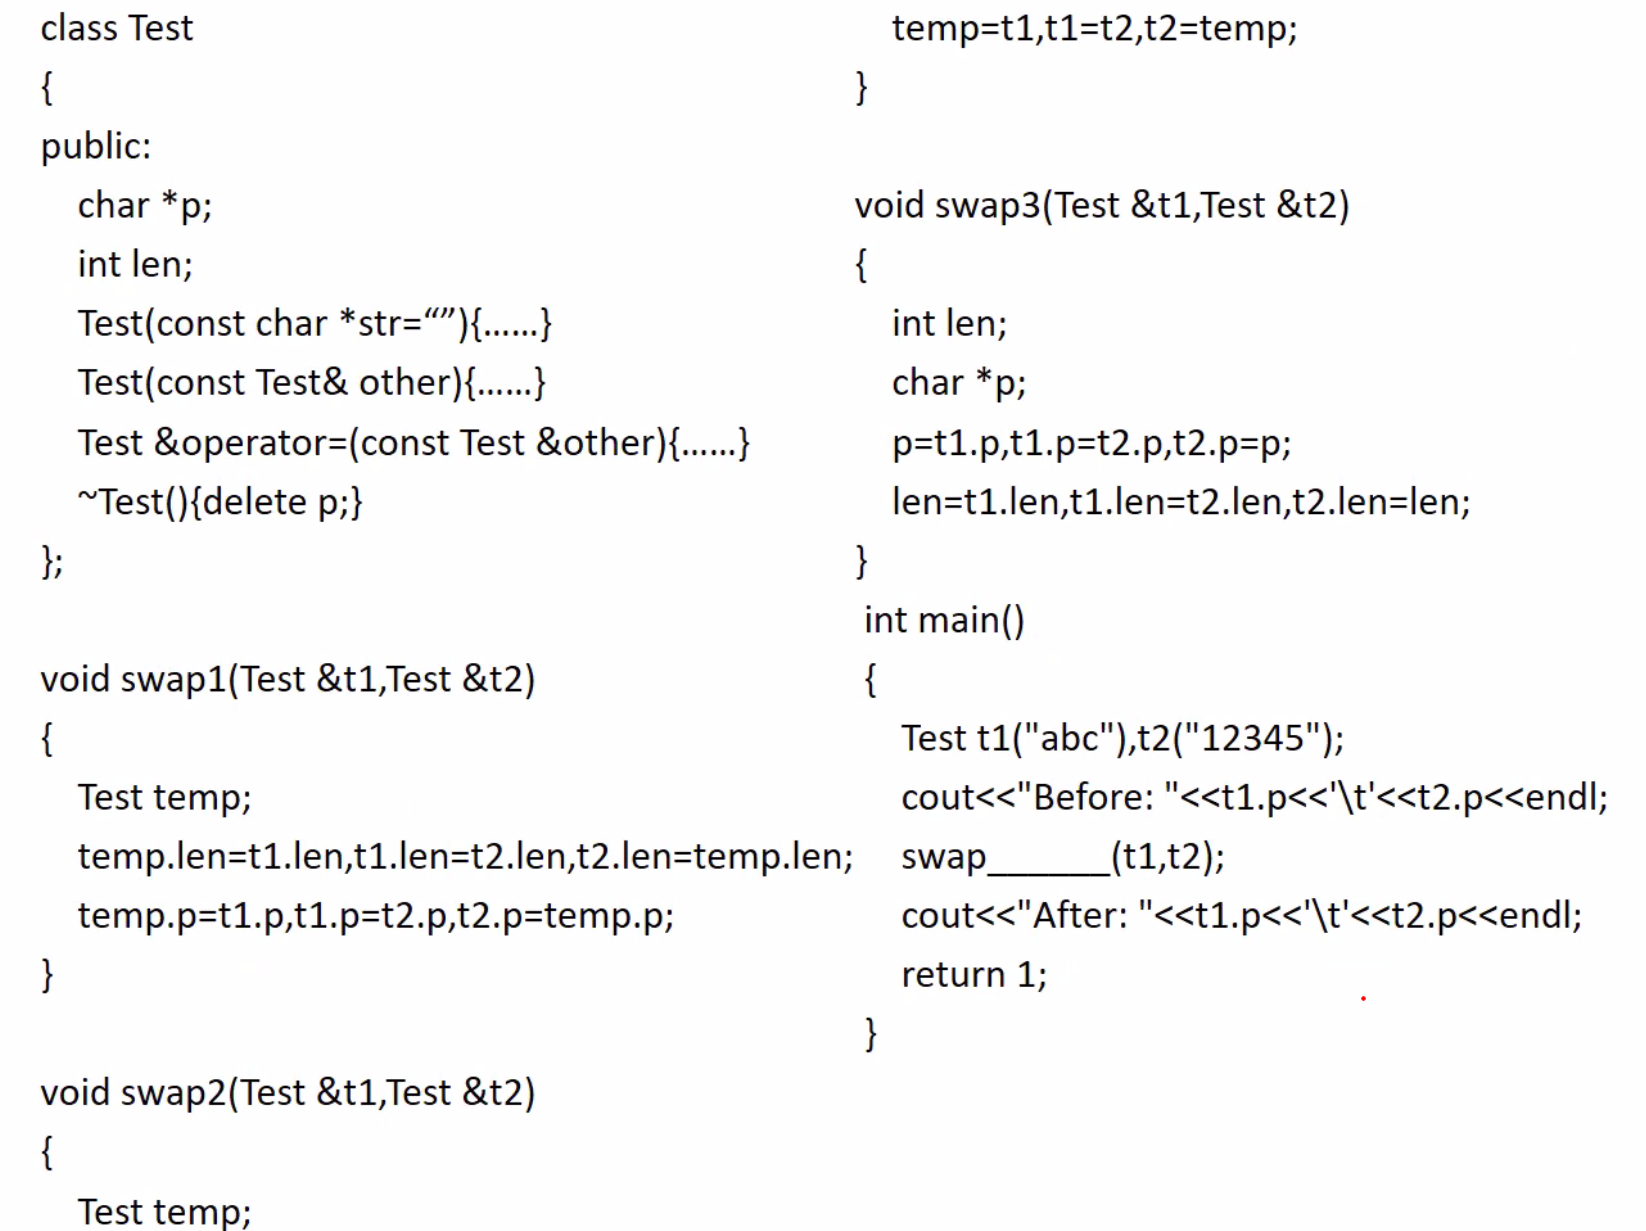 class Test
{
public:
char *p;
int len;
Test(const char *str=“”){……}
Test(const Test& other){……}
Test &operator=(const Test &other){……}
~Test(){delete p;}
};
void swap1(Test &t1,Test &t2)
{
Test temp;
temp.len=t1.len,t1.len=t2.len,t2.len=temp.len;
temp.p=t1.p,t1.p=t2.p,t2.p=temp.p;
}
void swap2(Test &t1,Test &t2)
{
Test temp;
temp=t1,t1=t2,t2=temp;
}
void swap3(Test &t1,Test &t2)
{
int len;
char *p;
p=t1.p,t1.p=t2.p,t2.p=p;
len=t1.len,t1.len=t2.len,t2.len=len;
}
int main()
{
Test t1("abc"),t2("12345");
cout<<"Before: "<<t1.p<<'\t'<<t2.p<<endl;
swap______(t1,t2);
cout<<"After: "<<t1.p<<'\t'<<t2.p<<endl;
return 1;
}